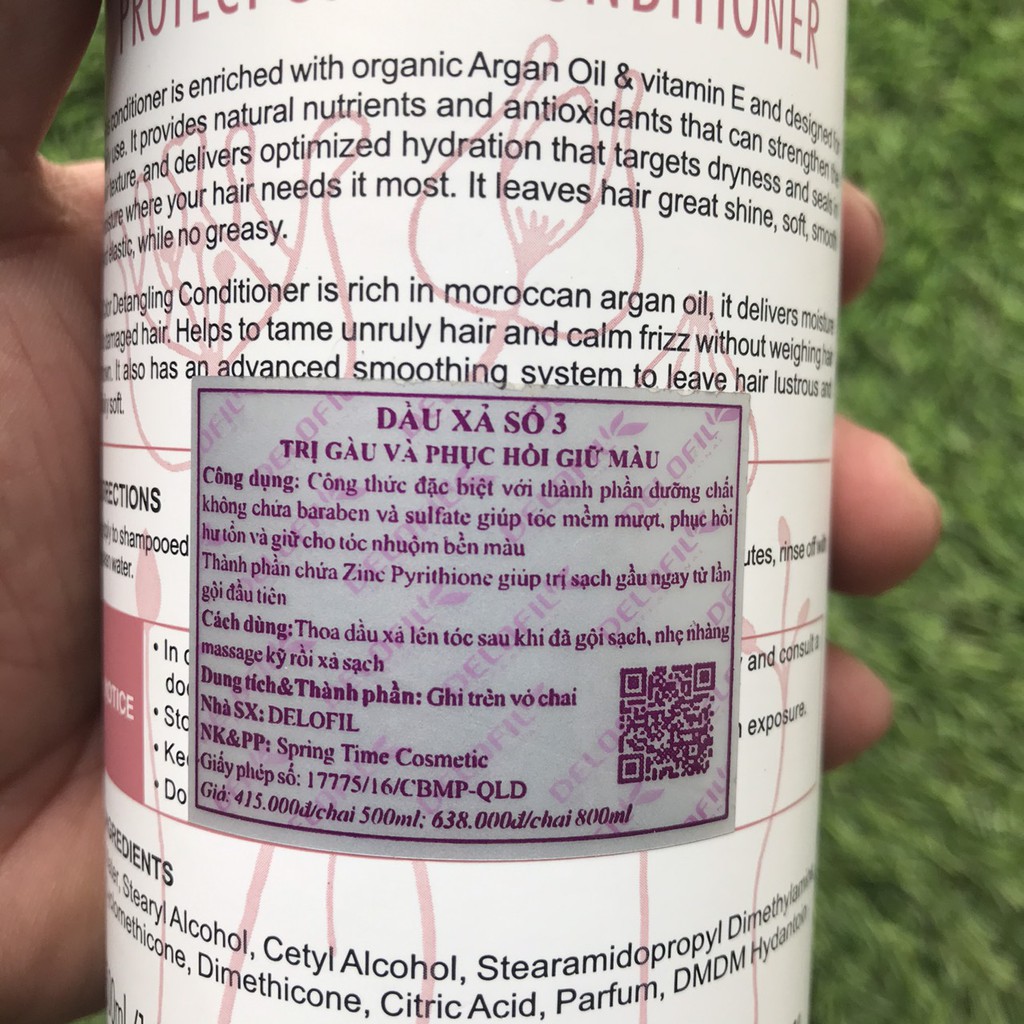 PROTECT CONDITIONER
conditioner is enriched with organic Argan Oil & vitamin E and designed for
use. It provides natural nutrients and antioxidants that can strengthen the
texture, and delivers optimized hydration that targets dryness and seals in
where your hair needs it most. It leaves hair great shine, soft, smooth
elastic, while no greasy.
Detangling Conditioner is rich in moroccan argan oil, it delivers moisture
damaged hair. Helps to tame unruly hair and calm frizz without weighing hair
It also has an advanced smoothing system to leave hair lustrous and
soft.
DẦU XẢ SỐ 3
TRỊ GÀU VÀ PHỤC HỒI GIỮ MÀU
Công dụng: Công thức đặc biệt với thành phần dưỡng chất
không chứa baraben và sulfate giúp tóc mềm mượt, phục hồi
hư tổn và giữ cho tóc nhuộm bền màu
Thành phần chứa Zinc Pyrithione giúp trị sạch gầu ngay từ lần
gội đầu tiên
Cách dùng:Thoa dầu xả lên tóc sau khi đã gội sạch, nhẹ nhàng
massage kỹ rồi xả sạch
Dung tích&Thành phần: Ghi trên vỏ chai
Nhà SX: DELOFIL
NK&PP: Spring Time Cosmetic
Giấy phép số: 17775/16/CBMP-QLD
Giá: 415.000đ/chai 500ml; 638.000đ/chai 800ml
DIRECTIONS
to shampooed
utes, rinse off with
water.
NOTICE
• In
and consult a
• Sto
exposure.
• Ke
• Do
INGREDIENTS
Stearyl Alcohol, Cetyl Alcohol, Stearamidopropyl Dimethylamine,
Dimethicone, Citric Acid, Parfum, DMDM Hydantoin